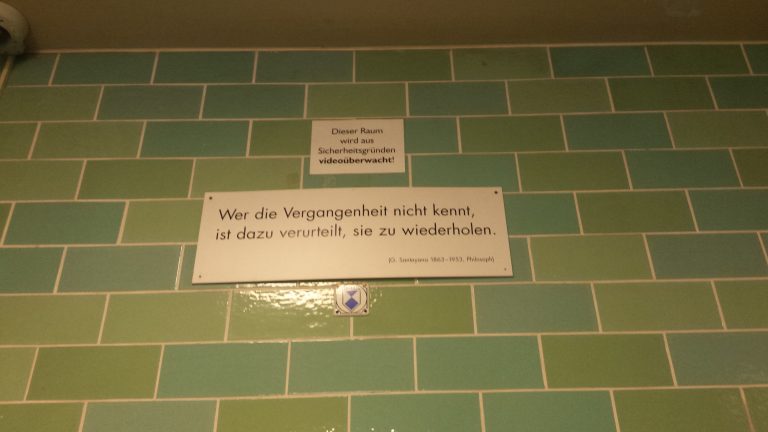 Dieser Raum
wird aus
Sicherheitsgründen
videoüberwacht!
Wer die Vergangenheit nicht kennt,
ist dazu verurteilt, sie zu wiederholen.
(G. Santayana 1863–1953, Philosoph)